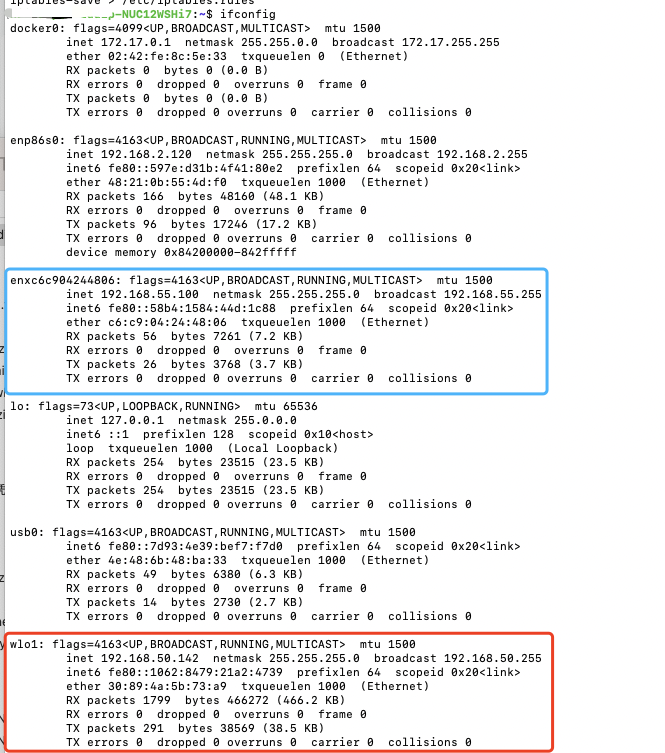 iptables-save > /etc/iptables.rules
-NUC12WSHi7:~$ ifconfig
docker0: flags=4099<UP,BROADCAST,MULTICAST>  mtu 1500
        inet 172.17.0.1  netmask 255.255.0.0  broadcast 172.17.255.255
        ether 02:42:fe:8c:5e:33  txqueuelen 0  (Ethernet)
        RX packets 0  bytes 0 (0.0 B)
        RX errors 0  dropped 0  overruns 0  frame 0
        TX packets 0  bytes 0 (0.0 B)
        TX errors 0  dropped 0 overruns 0  carrier 0  collisions 0
enp86s0: flags=4163<UP,BROADCAST,RUNNING,MULTICAST>  mtu 1500
        inet 192.168.2.120  netmask 255.255.255.0  broadcast 192.168.2.255
        inet6 fe80::597e:d31b:4f41:80e2  prefixlen 64  scopeid 0x20<link>
        ether 48:21:0b:55:4d:f0  txqueuelen 1000  (Ethernet)
        RX packets 166  bytes 48160 (48.1 KB)
        RX errors 0  dropped 0  overruns 0  frame 0
        TX packets 96  bytes 17246 (17.2 KB)
        TX errors 0  dropped 0 overruns 0  carrier 0  collisions 0
        device memory 0x84200000-842fffff
enxc6c904244806: flags=4163<UP,BROADCAST,RUNNING,MULTICAST>  mtu 1500
        inet 192.168.55.100  netmask 255.255.255.0  broadcast 192.168.55.255
        inet6 fe80::58b4:1584:44d:1c88  prefixlen 64  scopeid 0x20<link>
        ether c6:c9:04:24:48:06  txqueuelen 1000  (Ethernet)
        RX packets 56  bytes 7261 (7.2 KB)
        RX errors 0  dropped 0  overruns 0  frame 0
        TX packets 26  bytes 3768 (3.7 KB)
        TX errors 0  dropped 0 overruns 0  carrier 0  collisions 0
lo: flags=73<UP,LOOPBACK,RUNNING>  mtu 65536
        inet 127.0.0.1  netmask 255.0.0.0
        inet6 ::1  prefixlen 128  scopeid 0x10<host>
        loop  txqueuelen 1000  (Local Loopback)
        RX packets 254  bytes 23515 (23.5 KB)
        RX errors 0  dropped 0  overruns 0  frame 0
        TX packets 254  bytes 23515 (23.5 KB)
        TX errors 0  dropped 0 overruns 0  carrier 0  collisions 0
usb0: flags=4163<UP,BROADCAST,RUNNING,MULTICAST>  mtu 1500
        inet6 fe80::7d93:4e39:bef7:f7d0  prefixlen 64  scopeid 0x20<link>
        ether 4e:48:6b:48:ba:33  txqueuelen 1000  (Ethernet)
        RX packets 49  bytes 6380 (6.3 KB)
        RX errors 0  dropped 0  overruns 0  frame 0
        TX packets 14  bytes 2730 (2.7 KB)
        TX errors 0  dropped 0 overruns 0  carrier 0  collisions 0
wlo1: flags=4163<UP,BROADCAST,RUNNING,MULTICAST>  mtu 1500
        inet 192.168.50.142  netmask 255.255.255.0  broadcast 192.168.50.255
        inet6 fe80::1062:8479:21a2:4739  prefixlen 64  scopeid 0x20<link>
        ether 30:89:4a:5b:73:a9  txqueuelen 1000  (Ethernet)
        RX packets 1799  bytes 466272 (466.2 KB)
        RX errors 0  dropped 0  overruns 0  frame 0
        TX packets 291  bytes 38569 (38.5 KB)
        TX errors 0  dropped 0 overruns 0  carrier 0  collisions 0